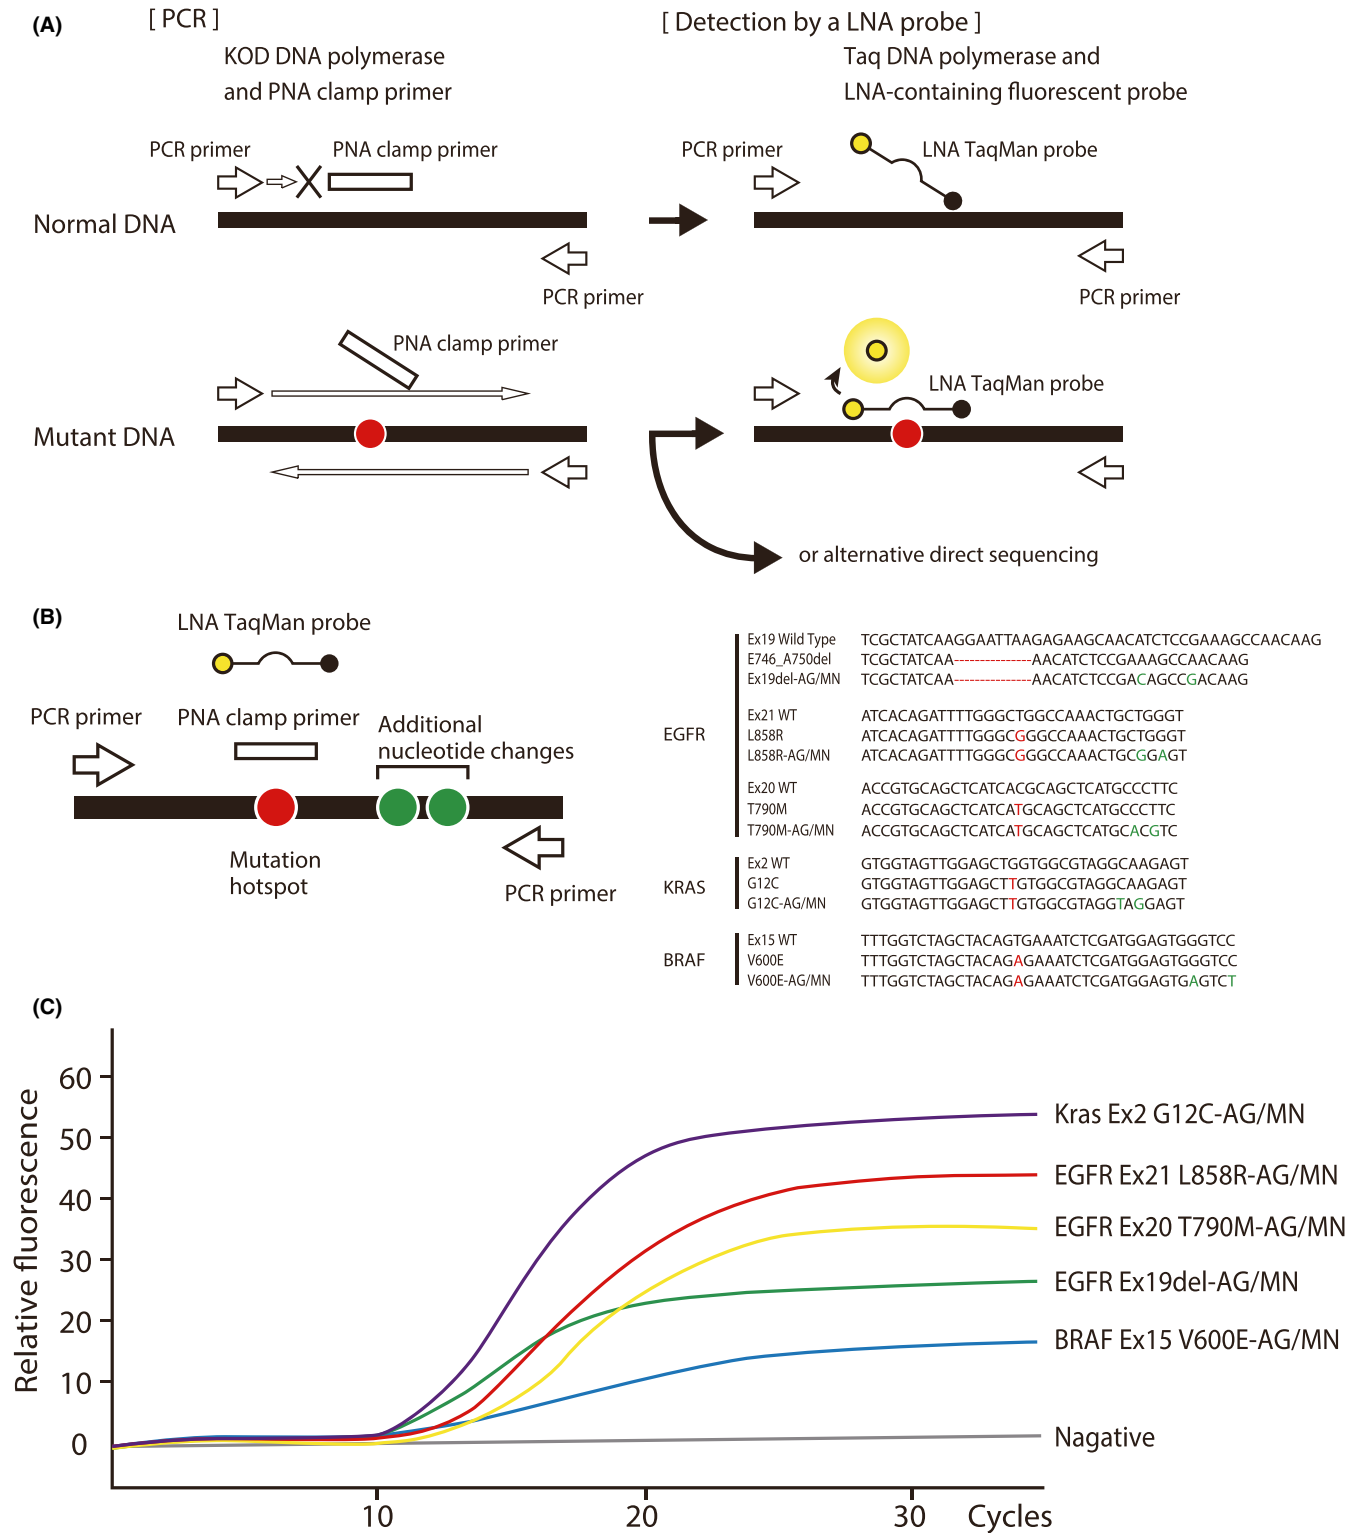 (A)
[ PCR ]
[ Detection by a LNA probe ]
KOD DNA polymerase
and PNA clamp primer
Taq DNA polymerase and
LNA-containing fluorescent probe
PCR primer
PNA clamp primer
PCR primer
LNA TaqMan probe
Normal DNA
PCR primer
PCR primer
PNA clamp primer
LNA TaqMan probe
Mutant DNA
or alternative direct sequencing
(B)
LNA TaqMan probe
PCR primer
PNA clamp primer
Additional
nucleotide changes
Mutation
hotspot
PCR primer
EGFR
Ex19 Wild Type TCGCTATCAAGGAATTAAGAGAAGCAACATCTCCGAAAGCCAACAAG
E746_A750del TCGCTATCAA---------------AACATCTCCGAAAGCCAACAAG
Ex19del-AG/MN TCGCTATCAA---------------AACATCTCCGACAGCCGACAAG
Ex21 WT ATCACAGATTTTGGGCTGGCCAAACTGCTGGGT
L858R ATCACAGATTTTGGGCGGGCCAAACTGCTGGGT
L858R-AG/MN ATCACAGATTTTGGGCGGGCCAAACTGCGGAGT
Ex20 WT ACCGTGCAGCTCATCACGCAGCTCATGCCCTTC
T790M ACCGTGCAGCTCATCATGCAGCTCATGCCCTTC
T790M-AG/MN ACCGTGCAGCTCATCATGCAGCTCATGCACGTC
KRAS
Ex2 WT GTGGTAGTTGGAGCTGGTGGCGTAGGCAAGAGT
G12C GTGGTAGTTGGAGCTTGTGGCGTAGGCAAGAGT
G12C-AG/MN GTGGTAGTTGGAGCTTGTGGCGTAGGTAGGAGT
BRAF
Ex15 WT TTTGGTCTAGCTACAGTGAAATCTCGATGGAGTGGGTCC
V600E TTTGGTCTAGCTACAGAGAAATCTCGATGGAGTGGGTCC
V600E-AG/MN TTTGGTCTAGCTACAGAGAAATCTCGATGGAGTGAGTCT
(C)
Relative fluorescence
60
50
40
30
20
10
0
10
20
30
Cycles
Kras Ex2 G12C-AG/MN
EGFR Ex21 L858R-AG/MN
EGFR Ex20 T790M-AG/MN
EGFR Ex19del-AG/MN
BRAF Ex15 V600E-AG/MN
Nagative